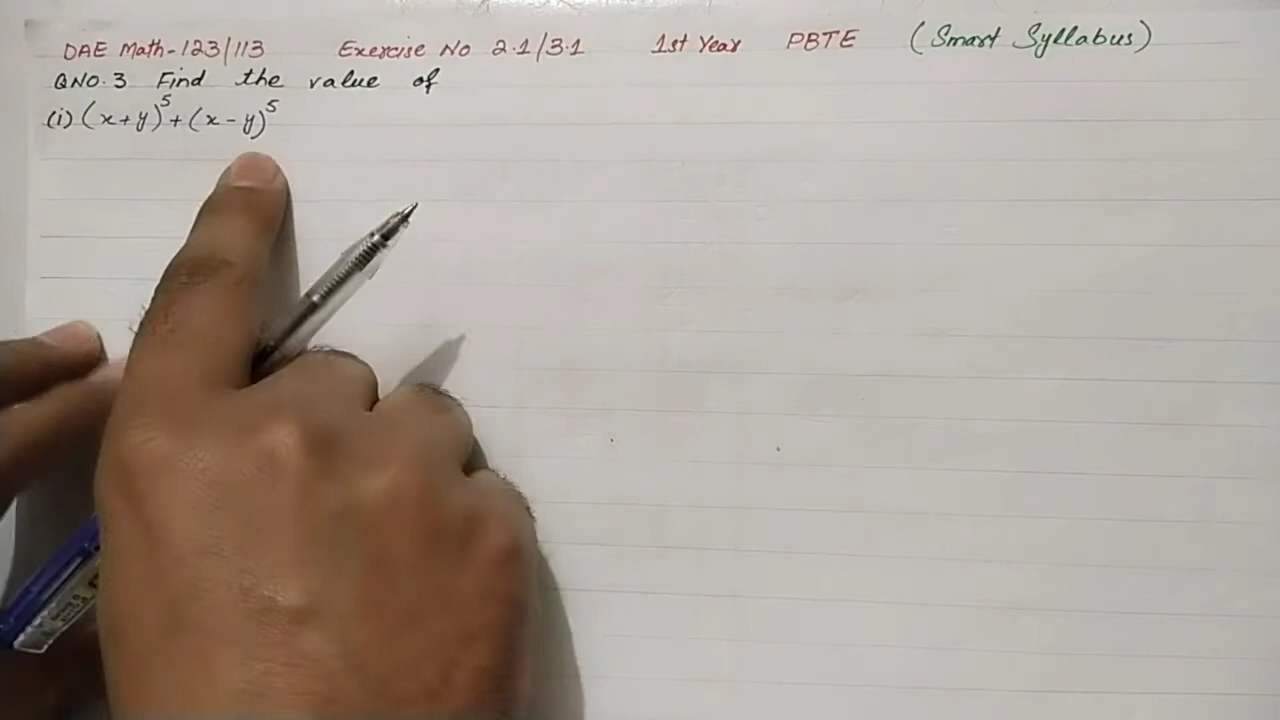 DAE Math-123/113 Exercise No 2.1/3.1 1st Year PBTE (Smart Syllabus)
QNO.3 Find the value of
(i) (x+y)⁵+(x-y)⁵